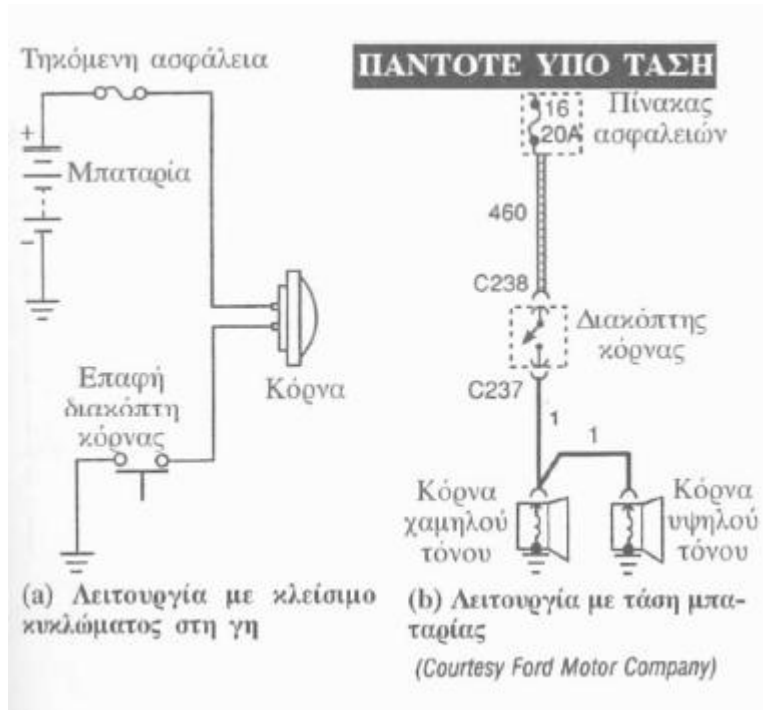 Τηκόμενη ασφάλεια
+
Μπαταρία
–
Κόρνα
Επαφή
διακόπτη
κόρνας
(a) Λειτουργία με κλείσιμο
κυκλώματος στη γη
ΠΑΝΤΟΤΕ ΥΠΟ ΤΑΣΗ
16
20A
Πίνακας
ασφαλειών
460
C238
Διακόπτης
κόρνας
C237
1
1
Κόρνα
χαμηλού
τόνου
Κόρνα
υψηλού
τόνου
(b) Λειτουργία με τάση μπα-
ταρίας
(Courtesy Ford Motor Company)